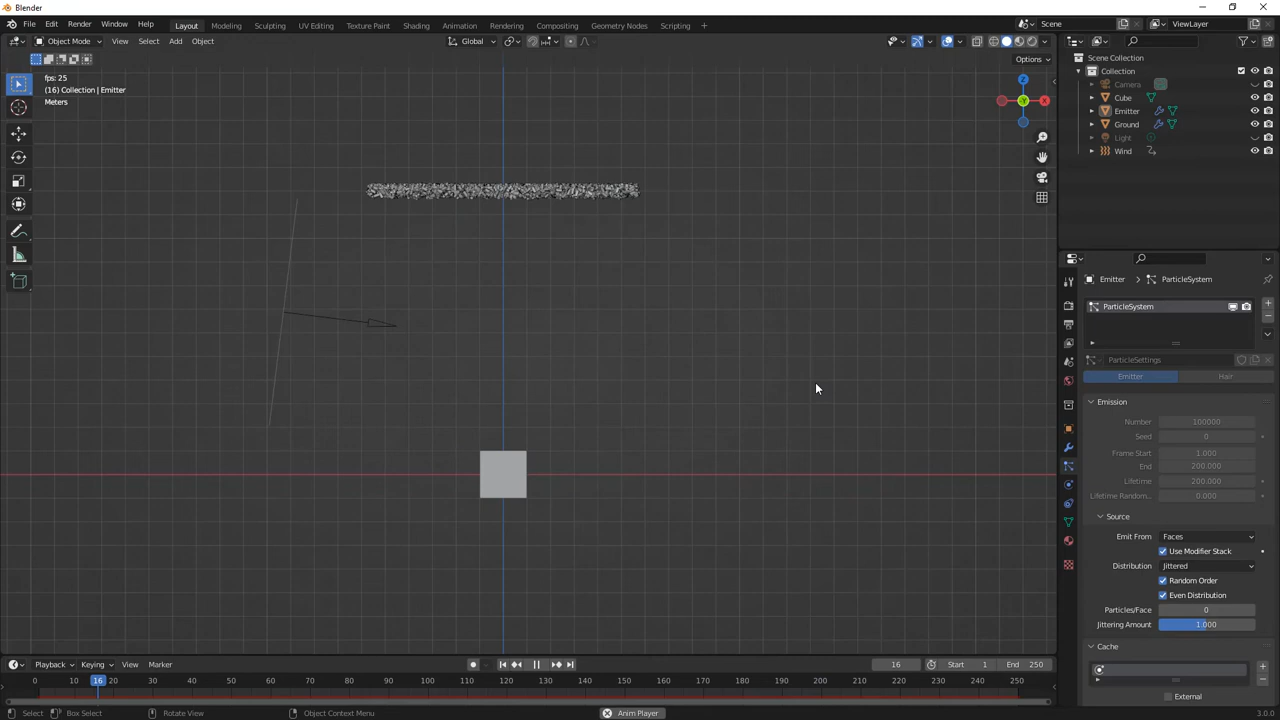 Blender
File Edit Render Window Help Layout Modeling Sculpting UV Editing Texture Paint Shading Animation Rendering Compositing Geometry Nodes Scripting + Scene ViewLayer
Object Mode View Select Add Object Global
Options
fps: 25
(16) Collection | Emitter
Meters
Z
Y
X
Scene Collection
Collection
Camera
Cube
Emitter
Ground
Light
Wind
Emitter > ParticleSystem
ParticleSystem
ParticleSettings
Emitter Hair
Emission
Number 100000
Seed 0
Frame Start 1.000
End 200.000
Lifetime 200.000
Lifetime Random... 0.000
Source
Emit From Faces
Use Modifier Stack
Distribution Jittered
Random Order
Even Distribution
Particles/Face 0
Jittering Amount 1.000
Cache
External
Playback Keying View Marker 16 Start 1 End 250
0 10 16 20 30 40 50 60 70 80 90 100 110 120 130 140 150 160 170 180 190 200 210 220 230 240 250
Select Box Select Rotate View Object Context Menu Anim Player 3.0.0